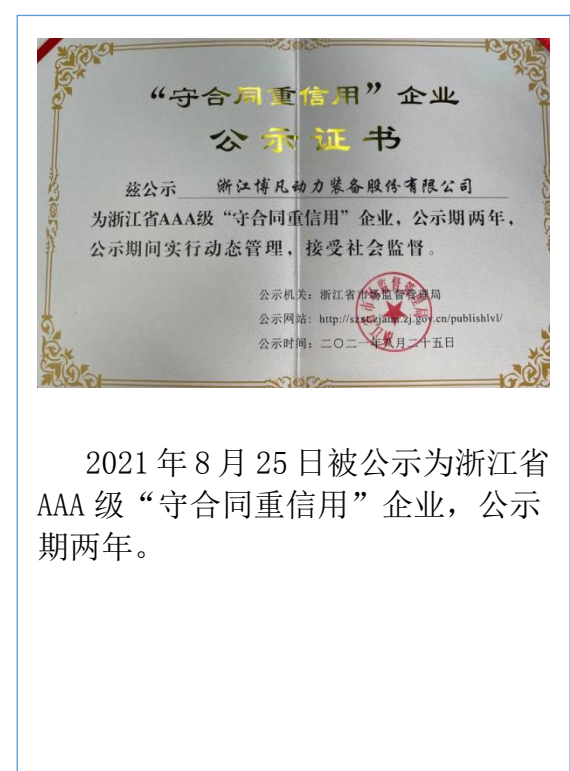 “守合同重信用”企业
公示证书
兹公示 浙江博凡动力装备股份有限公司
为浙江省AAA级“守合同重信用”企业，公示期两年，
公示期间实行动态管理，接受社会监督。
公示机关：浙江省市场监督管理局
公示网站：http://szxt.zjamr.zj.gov.cn/publishlvl/
公示时间：二〇二一年八月二十五日
2021年8月25日被公示为浙江省
AAA级“守合同重信用”企业，公示
期两年。